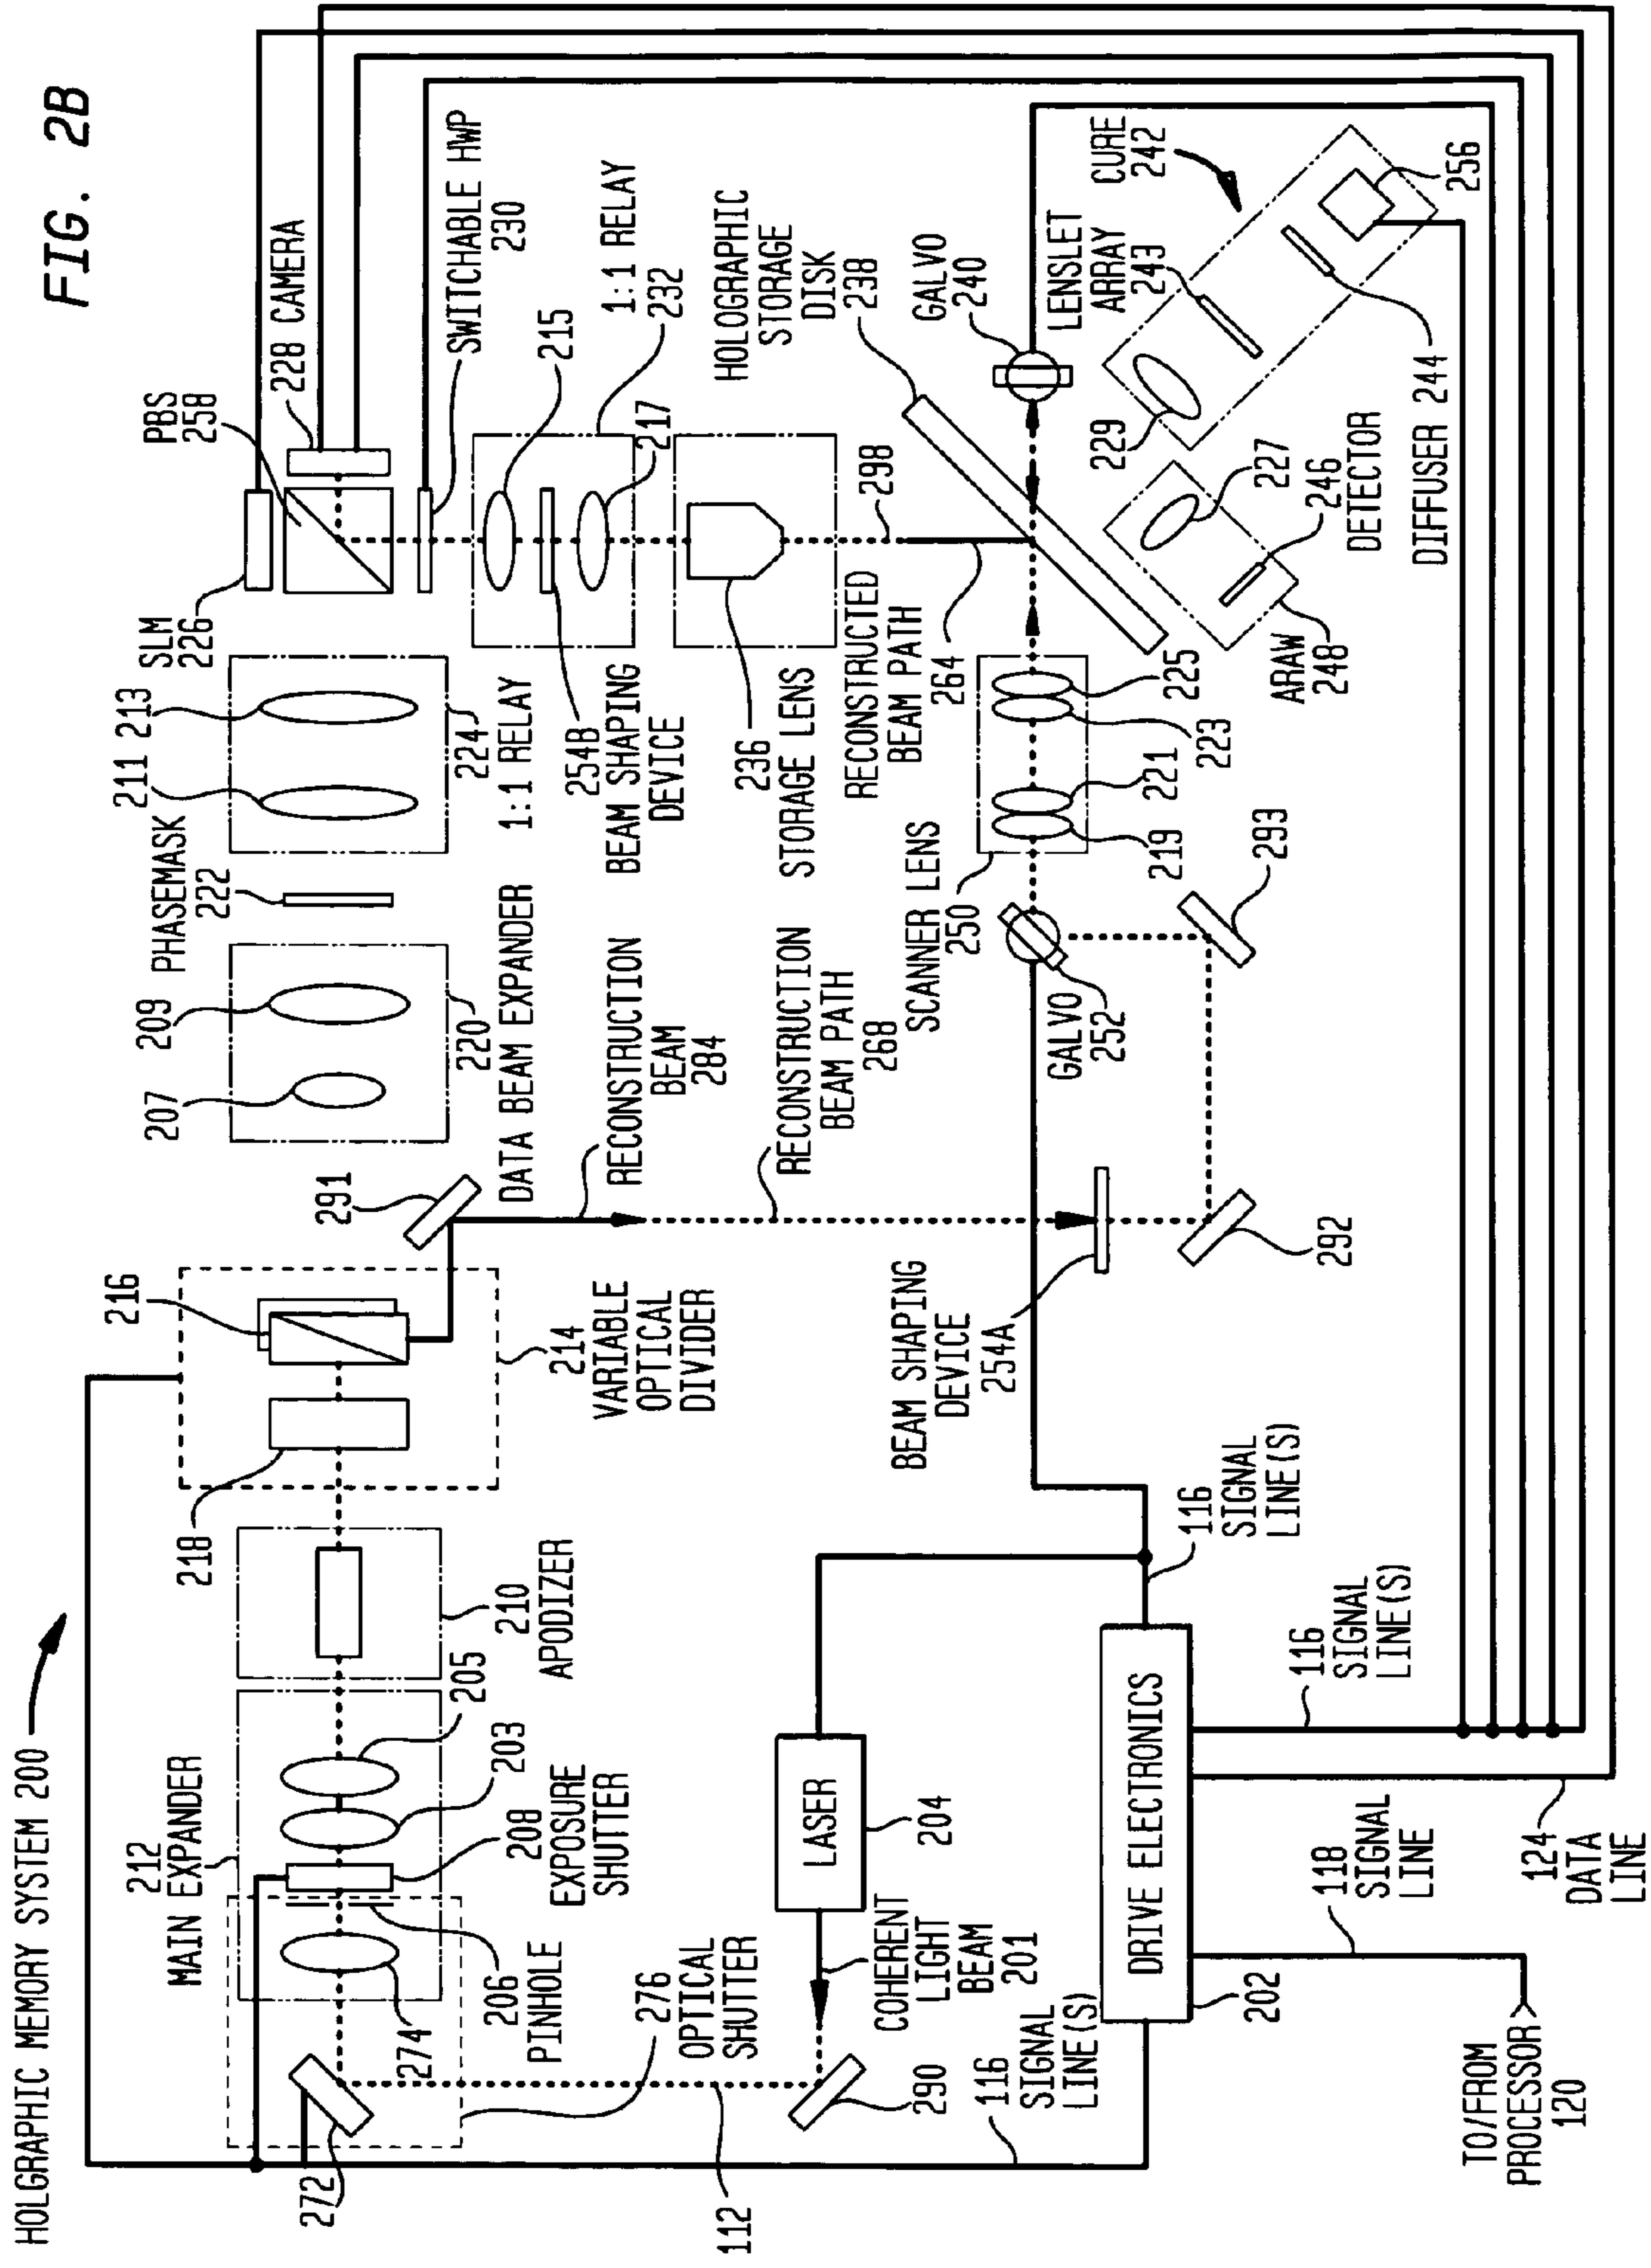 FIG. 2B
HOLGRAPHIC MEMORY SYSTEM 200
212
MAIN EXPANDER
272
274
206
PINHOLE
208
EXPOSURE
SHUTTER
203
205
210
APODIZER
218
216
214
VARIABLE
OPTICAL
DIVIDER
291
207
209
220
DATA BEAM EXPANDER
PHASEMASK
222
211
213
224
1:1 RELAY
SLM
226
PBS
258
228 CAMERA
SWITCHABLE HWP
230
215
1:1 RELAY
232
217
254B
BEAM SHAPING
DEVICE
236
STORAGE LENS
HOLOGRAPHIC
STORAGE
DISK
238
298
RECONSTRUCTED
BEAM PATH
264
RECONSTRUCTION
BEAM
284
RECONSTRUCTION
BEAM PATH
268
276
OPTICAL
SHUTTER
112
290
LASER
204
COHERENT
LIGHT
BEAM
201
BEAM SHAPING
DEVICE
254A
292
293
GALVO
252
SCANNER LENS
250
219
221
223
225
GALVO
240
LENSLET
ARRAY
243
CURE
242
256
229
227
246
DETECTOR
DIFFUSER 244
ARAW
248
116
SIGNAL
LINE(S)
DRIVE ELECTRONICS
202
116
SIGNAL
LINE(S)
116
SIGNAL
LINE(S)
118
SIGNAL
LINE
124
DATA
LINE
TO/FROM
PROCESSOR
120